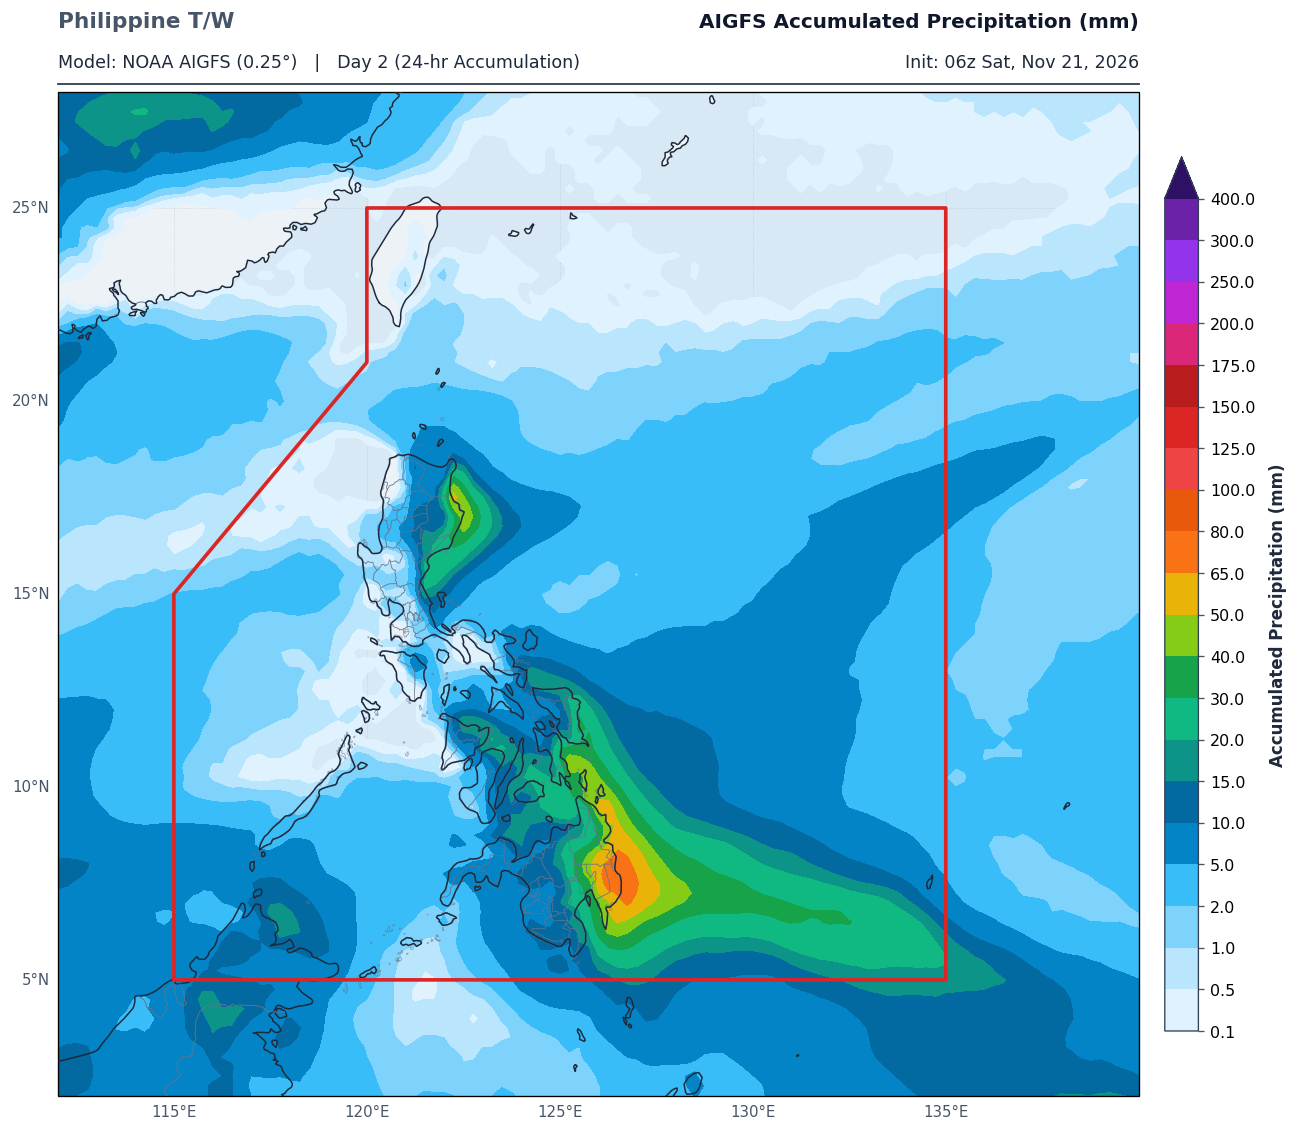 Philippine T/W
AIGFS Accumulated Precipitation (mm)
Model: NOAA AIGFS (0.25°)   |   Day 2 (24-hr Accumulation)
Init: 06z Sat, Nov 21, 2026
25°N
20°N
15°N
10°N
5°N
115°E
120°E
125°E
130°E
135°E
400.0
300.0
250.0
200.0
175.0
150.0
125.0
100.0
80.0
65.0
50.0
40.0
30.0
20.0
15.0
10.0
5.0
2.0
1.0
0.5
0.1
Accumulated Precipitation (mm)